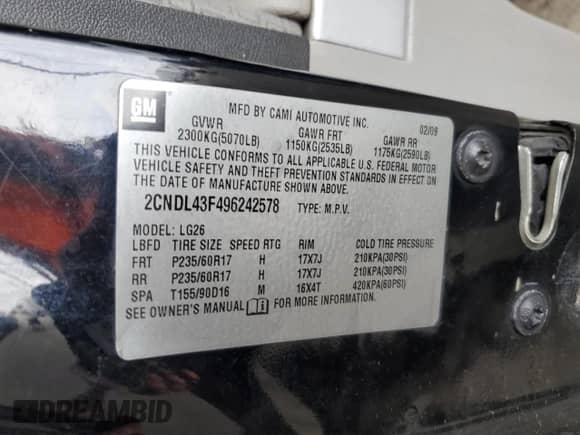 GM
MFD BY CAMI AUTOMOTIVE INC. 02/09
GVWR GAWR FRT GAWR RR
2300KG(5070LB) 1150KG(2535LB) 1175KG(2590LB)
THIS VEHICLE CONFORMS TO ALL APPLICABLE U.S. FEDERAL MOTOR
VEHICLE SAFETY AND THEFT PREVENTION STANDARDS IN EFFECT ON
THE DATE OF MANUFACTURE SHOWN ABOVE.
2CNDL43F496242578 TYPE: M.P.V.
MODEL: LG26
LBFD TIRE SIZE SPEED RTG RIM COLD TIRE PRESSURE
FRT P235/60R17 H 17X7J 210KPA(30PSI)
RR P235/60R17 H 17X7J 210KPA(30PSI)
SPA T155/90D16 M 16X4T 420KPA(60PSI)
SEE OWNER'S MANUAL FOR MORE INFORMATION.
DREAMBID